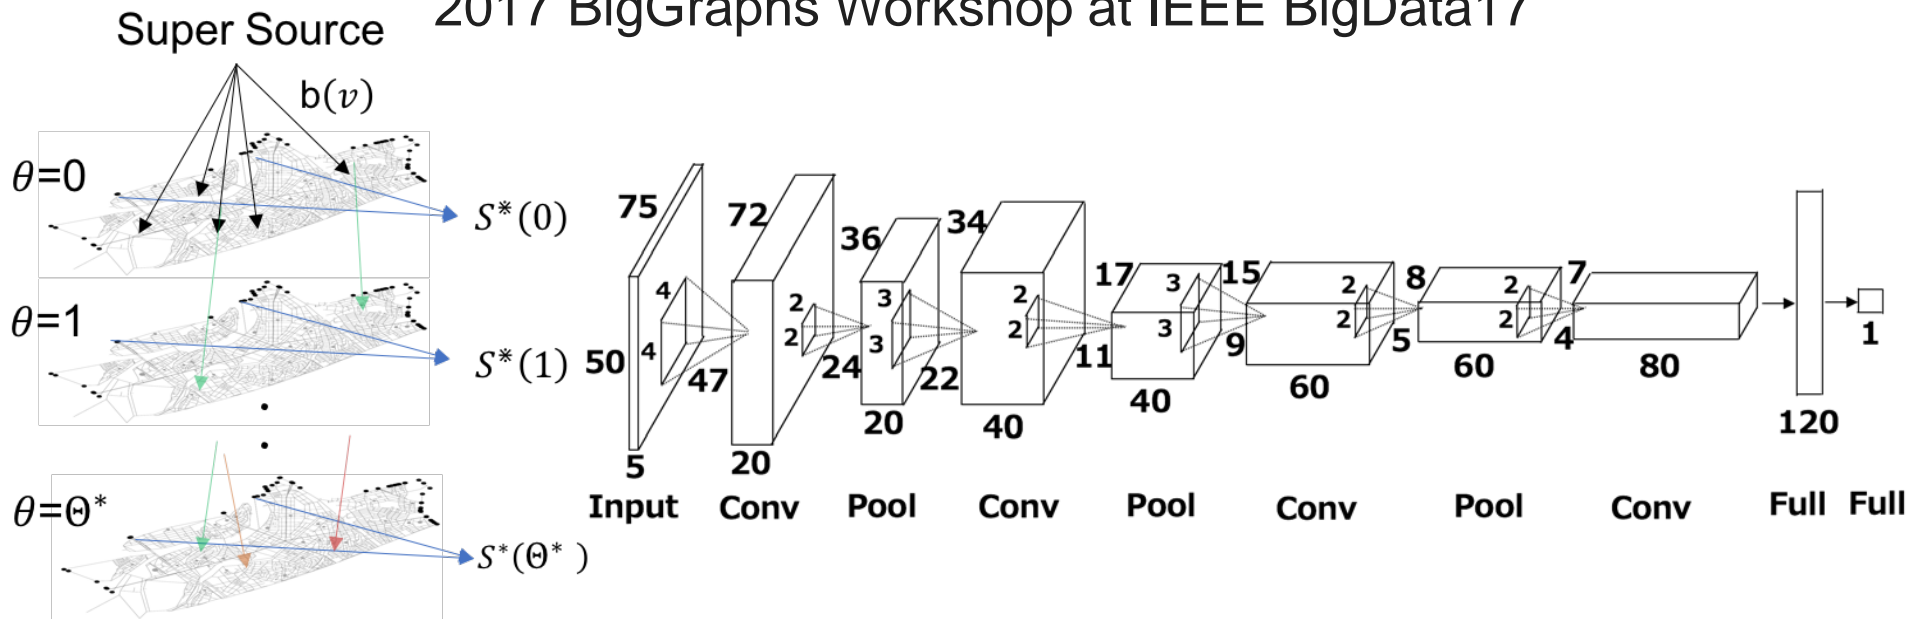 2017 BigGraphs Workshop at IEEE BigData17
Super Source
b(v)
θ=0
S*(0)
θ=1
S*(1)
θ=Θ*
S*(Θ* )
75
50
4
4
5
Input
72
47
2
2
20
Conv
36
24
3
3
20
Pool
34
22
2
2
40
Conv
17
11
3
3
40
Pool
15
9
2
2
60
Conv
8
5
2
2
60
Pool
7
4
80
Conv
120
Full
1
Full